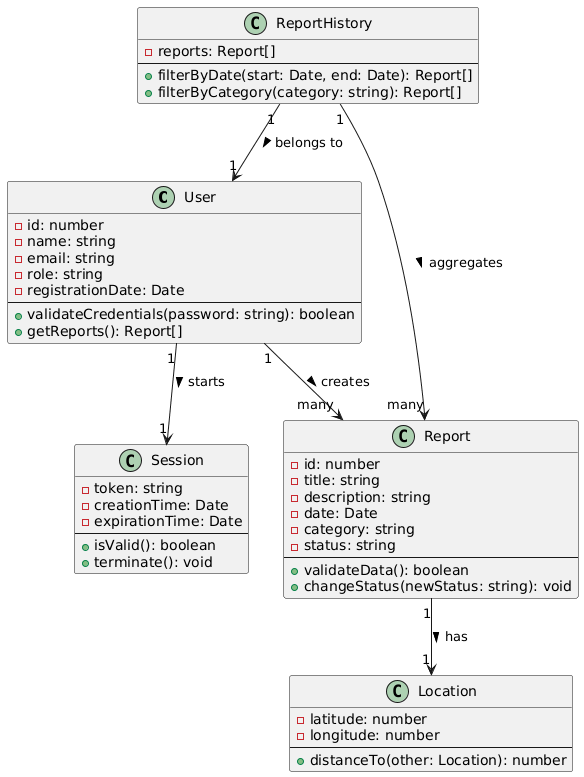 C ReportHistory
reports: Report[]
filterByDate(start: Date, end: Date): Report[]
filterByCategory(category: string): Report[]
1
1
belongs to
1
C User
id: number
name: string
email: string
role: string
registrationDate: Date
validateCredentials(password: string): boolean
getReports(): Report[]
aggregates
1
1
starts
creates
1
many
many
C Session
token: string
creationTime: Date
expirationTime: Date
isValid(): boolean
terminate(): void
C Report
id: number
title: string
description: string
date: Date
category: string
status: string
validateData(): boolean
changeStatus(newStatus: string): void
1
has
1
C Location
latitude: number
longitude: number
distanceTo(other: Location): number